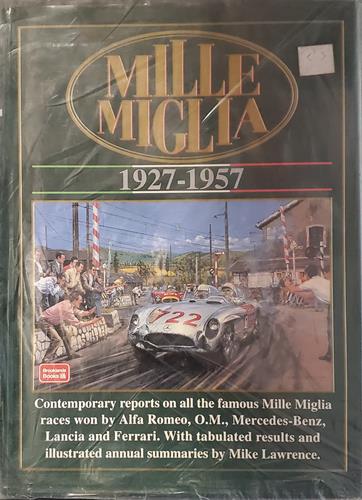 MILLE
MIGLIA
1927-1957
722
Brooklands
Books
Contemporary reports on all the famous Mille Miglia
races won by Alfa Romeo, O.M., Mercedes-Benz,
Lancia and Ferrari. With tabulated results and
illustrated annual summaries by Mike Lawrence.